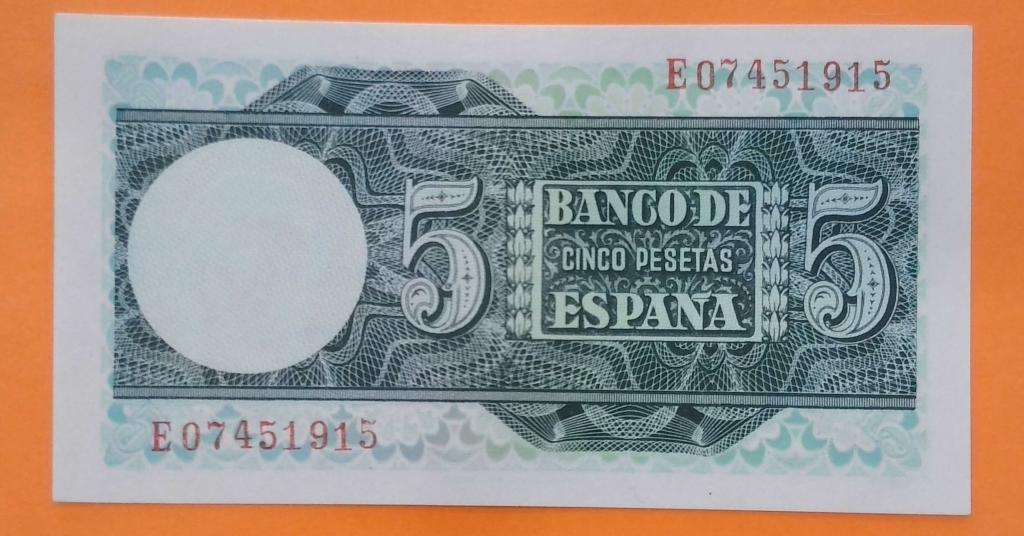 E07451915
5
BANCO DE
CINCO PESETAS
ESPAÑA
5
E07451915